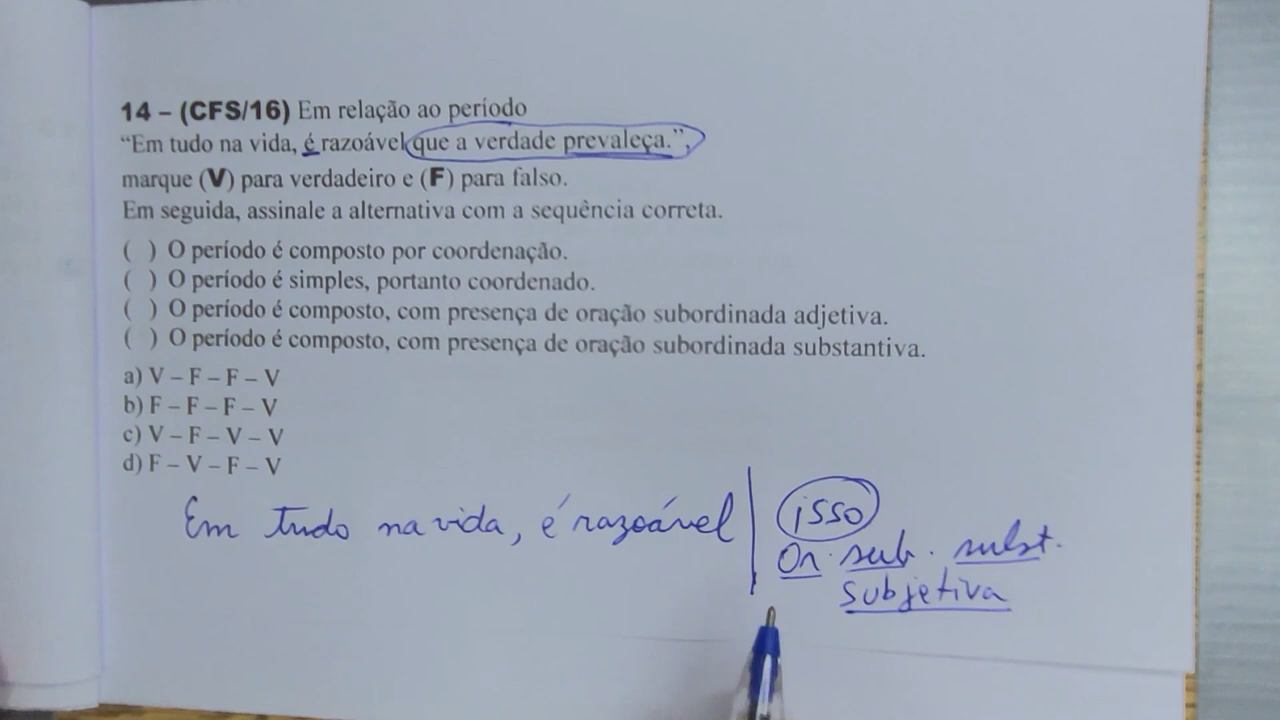 14 – (CFS/16) Em relação ao período
“Em tudo na vida, é razoável que a verdade prevaleça.”,
marque (V) para verdadeiro e (F) para falso.
Em seguida, assinale a alternativa com a sequência correta.
( ) O período é composto por coordenação.
( ) O período é simples, portanto coordenado.
( ) O período é composto, com presença de oração subordinada adjetiva.
( ) O período é composto, com presença de oração subordinada substantiva.
a) V – F – F – V
b) F – F – F – V
c) V – F – V – V
d) F – V – F – V
Em tudo na vida, é razoável | isso
Or. sub. subst.
subjetiva